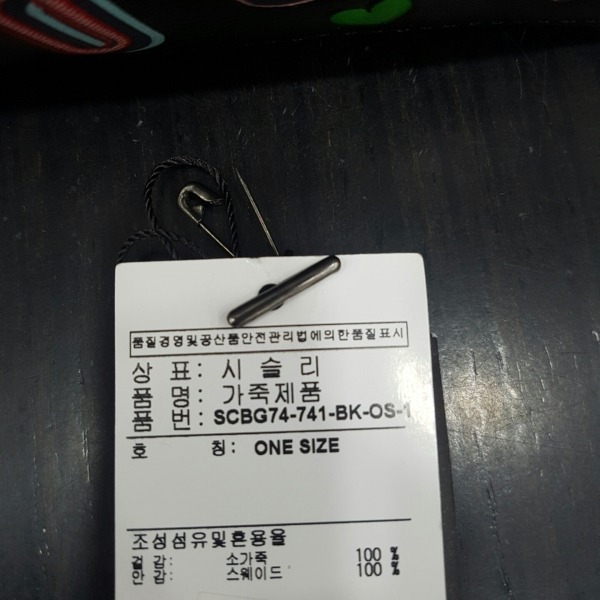 품질경영및공산품안전관리법에의한품질표시
상 표: 시 슬 리
품 명: 가죽제품
품 번: SCBG74-741-BK-OS-1
호 칭: ONE SIZE
조성섬유및혼용율
겉 감: 소가죽 100 %
안 감: 스웨이드 100 %